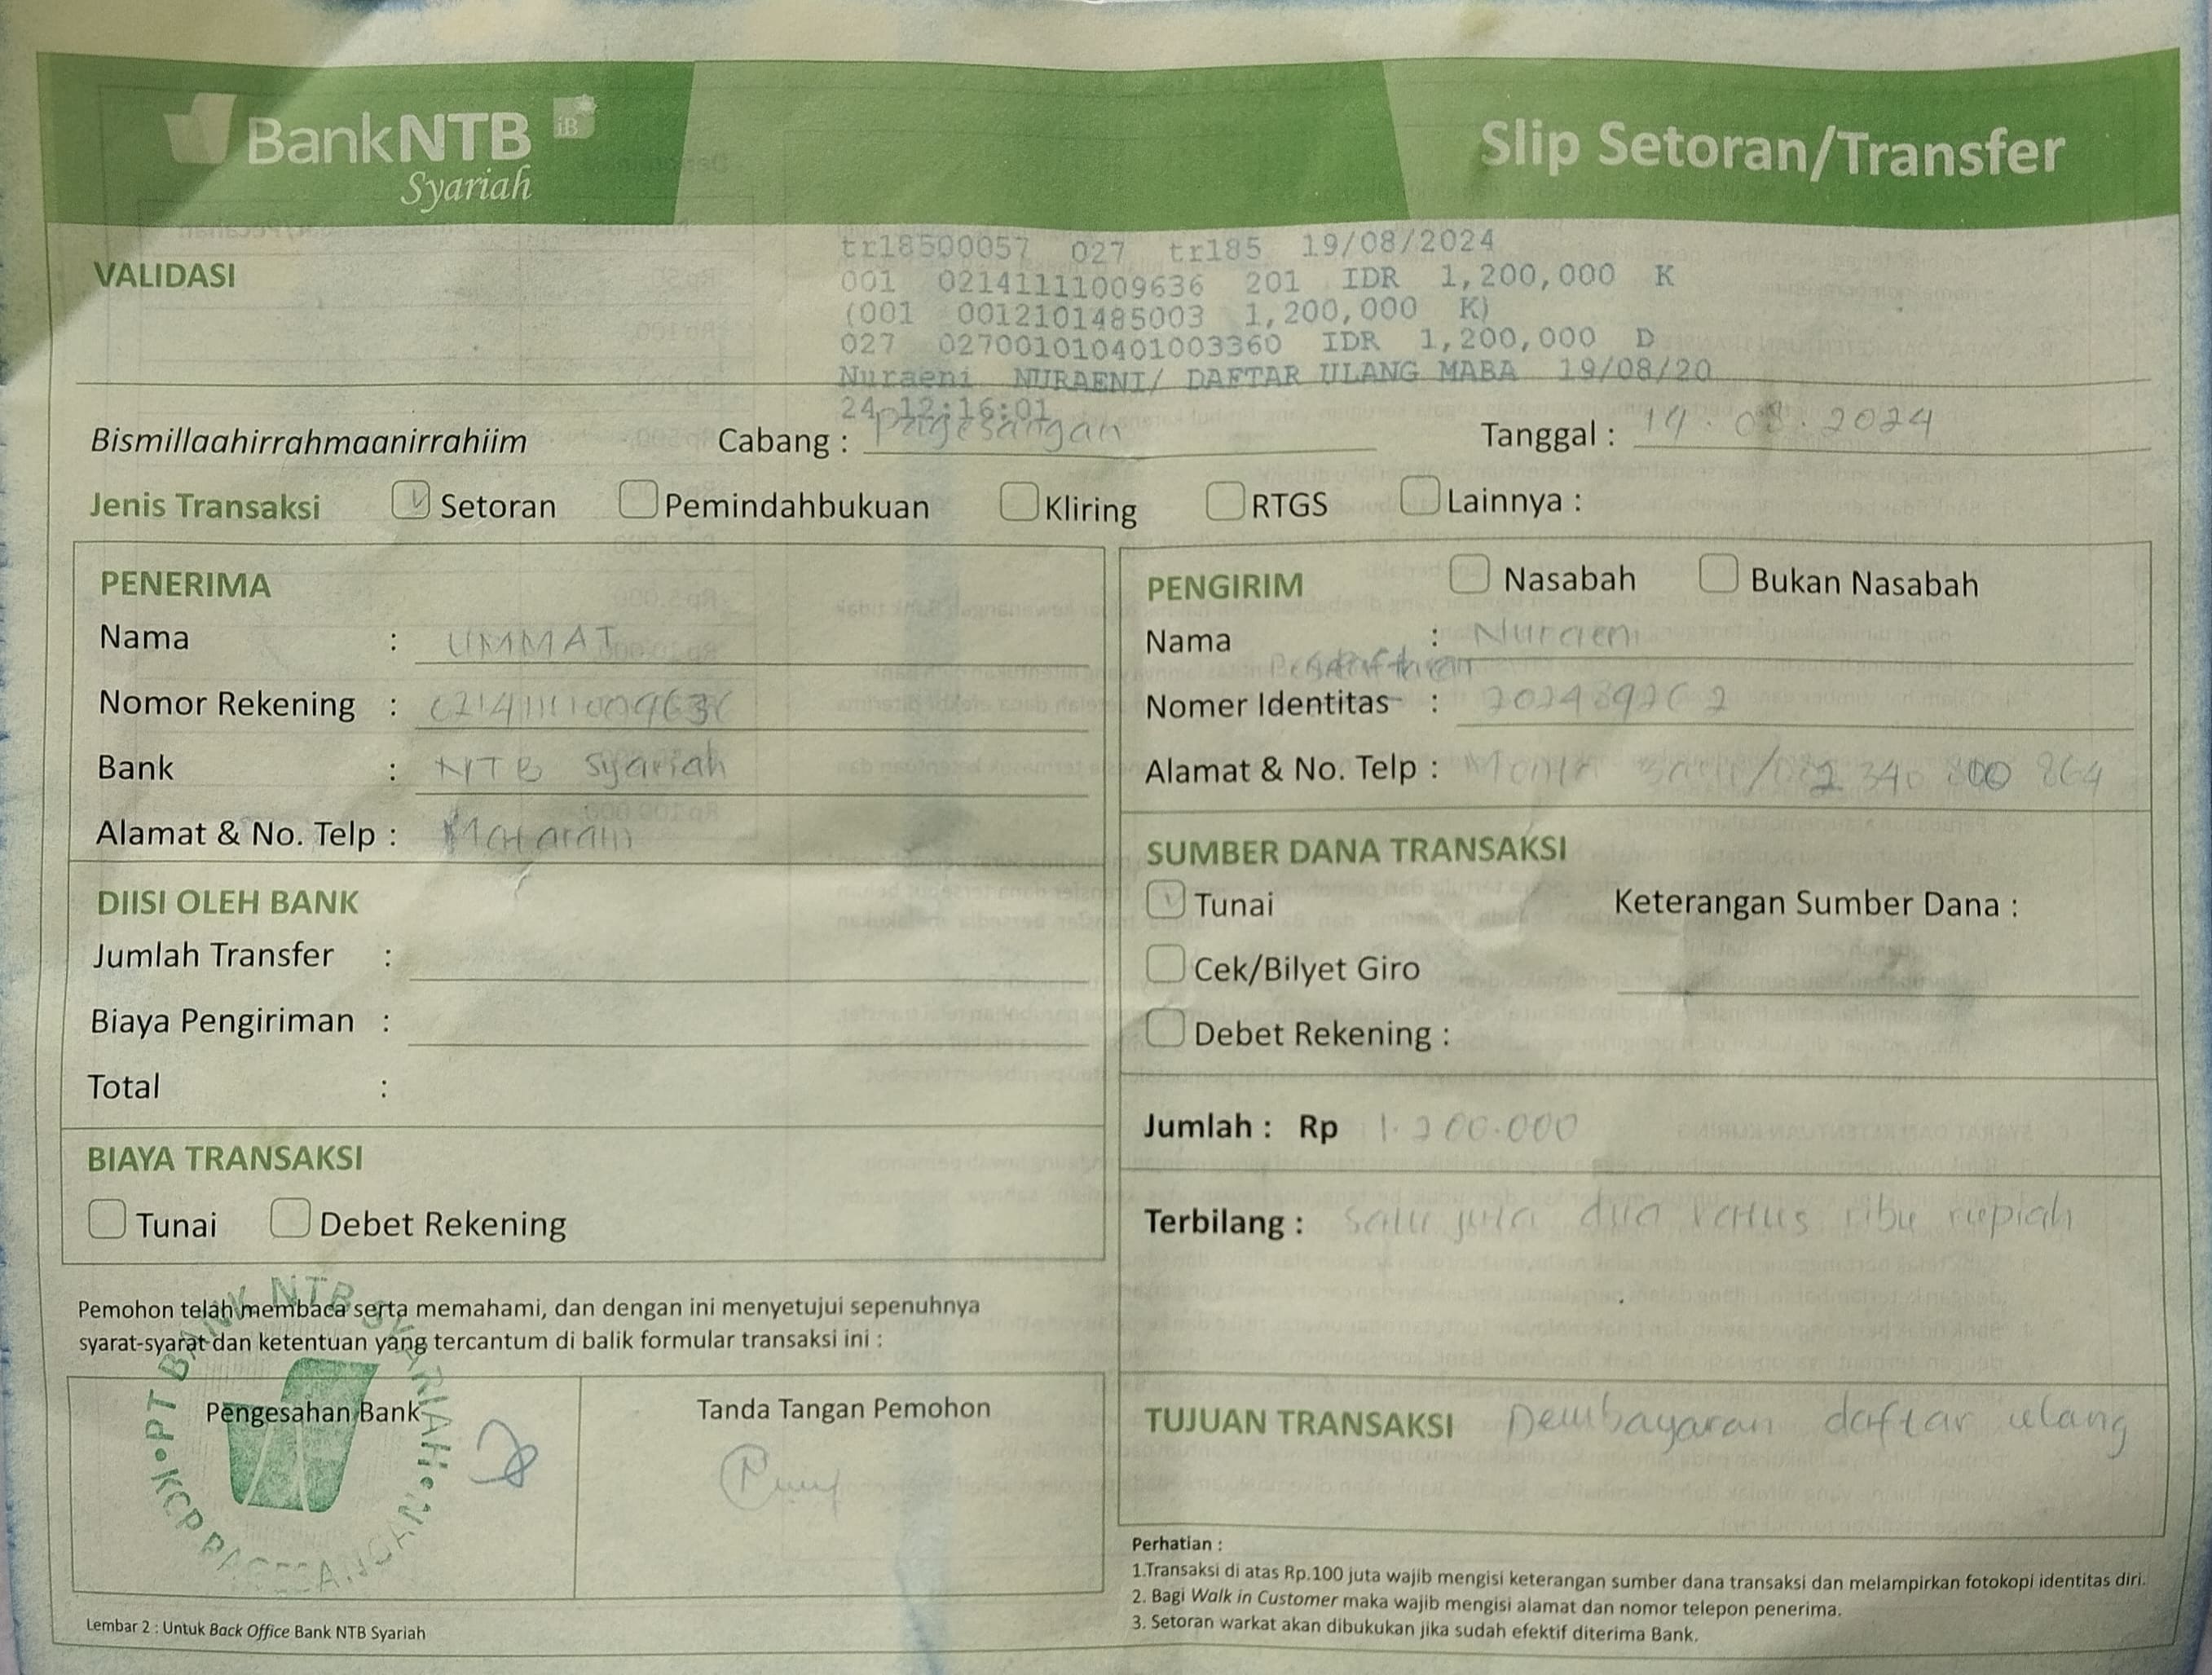 BankNTB iB
Syariah
Slip Setoran/Transfer
VALIDASI
tr18500057 027 tr185 19/08/2024
001 02141111009636 201 IDR 1,200,000 K
(001 0012101485003 1,200,000 K)
027 027001010401003360 IDR 1,200,000 D
Nuraeni NURAENI/ DAFTAR ULANG MABA 19/08/20
24 12:16:01
Bismillaahirrahmaanirrahiim Cabang : Pagesangan Tanggal : 19.08.2024
Jenis Transaksi Setoran Pemindahbukuan Kliring RTGS Lainnya :
PENERIMA
Nama : UMMAT
Nomor Rekening : 02141111009636
Bank : NTB Syariah
Alamat & No. Telp : Mataram
DIISI OLEH BANK
Jumlah Transfer :
Biaya Pengiriman :
Total :
BIAYA TRANSAKSI
Tunai Debet Rekening
PENGIRIM Nasabah Bukan Nasabah
Nama : Nuraeni
Pendaftaran
Nomer Identitas :
Alamat & No. Telp :
SUMBER DANA TRANSAKSI
Tunai Keterangan Sumber Dana :
Cek/Bilyet Giro
Debet Rekening :
Jumlah : Rp 1.200.000
Terbilang : Satu juta dua ratus ribu rupiah
Pemohon telah membaca serta memahami, dan dengan ini menyetujui sepenuhnya
syarat-syarat dan ketentuan yang tercantum di balik formular transaksi ini :
Pengesahan Bank
PT BANK NTB SYARIAH
KCP PAGESANGAN
Tanda Tangan Pemohon
TUJUAN TRANSAKSI Pembayaran daftar ulang
Perhatian :
1.Transaksi di atas Rp.100 juta wajib mengisi keterangan sumber dana transaksi dan melampirkan fotokopi identitas diri.
2. Bagi Walk in Customer maka wajib mengisi alamat dan nomor telepon penerima.
3. Setoran warkat akan dibukukan jika sudah efektif diterima Bank.
Lembar 2 : Untuk Back Office Bank NTB Syariah